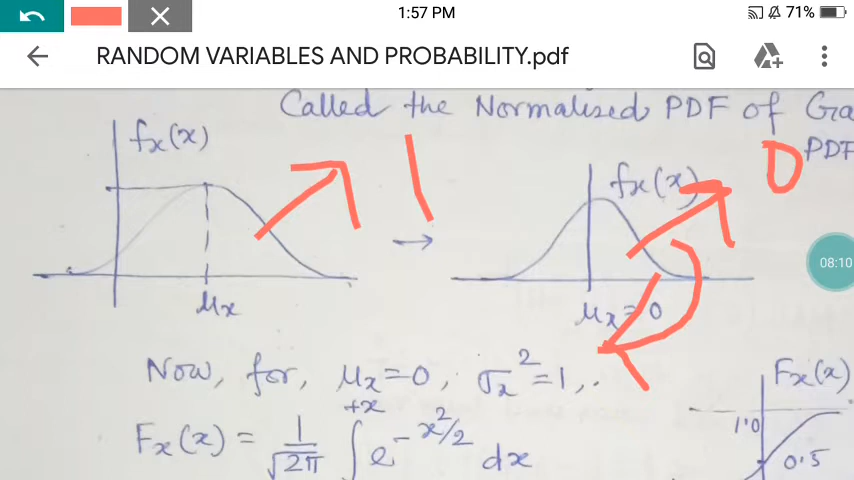 1:57 PM
71%
RANDOM VARIABLES AND PROBABILITY.pdf
Called the Normalised PDF of Ga
PDF
fx(x)
1
→
fx(x)
0
08:10
μx
μx=0
Now, for, μx=0, σx²=1,.
Fx(x) = 1/√2π ∫ +x e^-x²/2 dx
Fx(x)
1.0
0.5